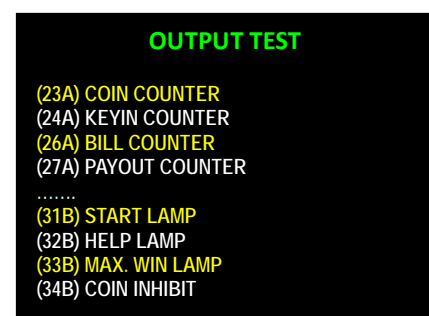 OUTPUT TEST
(23A) COIN COUNTER
(24A) KEYIN COUNTER
(26A) BILL COUNTER
(27A) PAYOUT COUNTER
.......
(31B) START LAMP
(32B) HELP LAMP
(33B) MAX. WIN LAMP
(34B) COIN INHIBIT